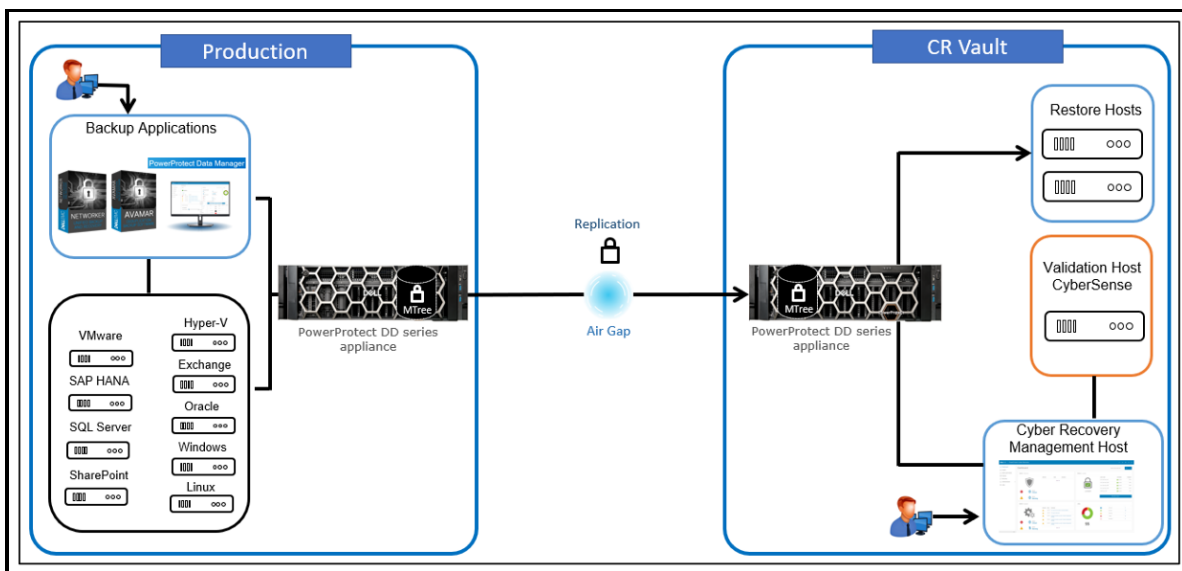 Production
Backup Applications
PowerProtect Data Manager
NETWORKER
AVAMAR
VMware
SAP HANA
SQL Server
SharePoint
Hyper-V
Exchange
Oracle
Windows
Linux
MTree
PowerProtect DD series
appliance
Replication
Air Gap
CR Vault
MTree
PowerProtect DD series
appliance
Restore Hosts
Validation Host
CyberSense
Cyber Recovery
Management Host